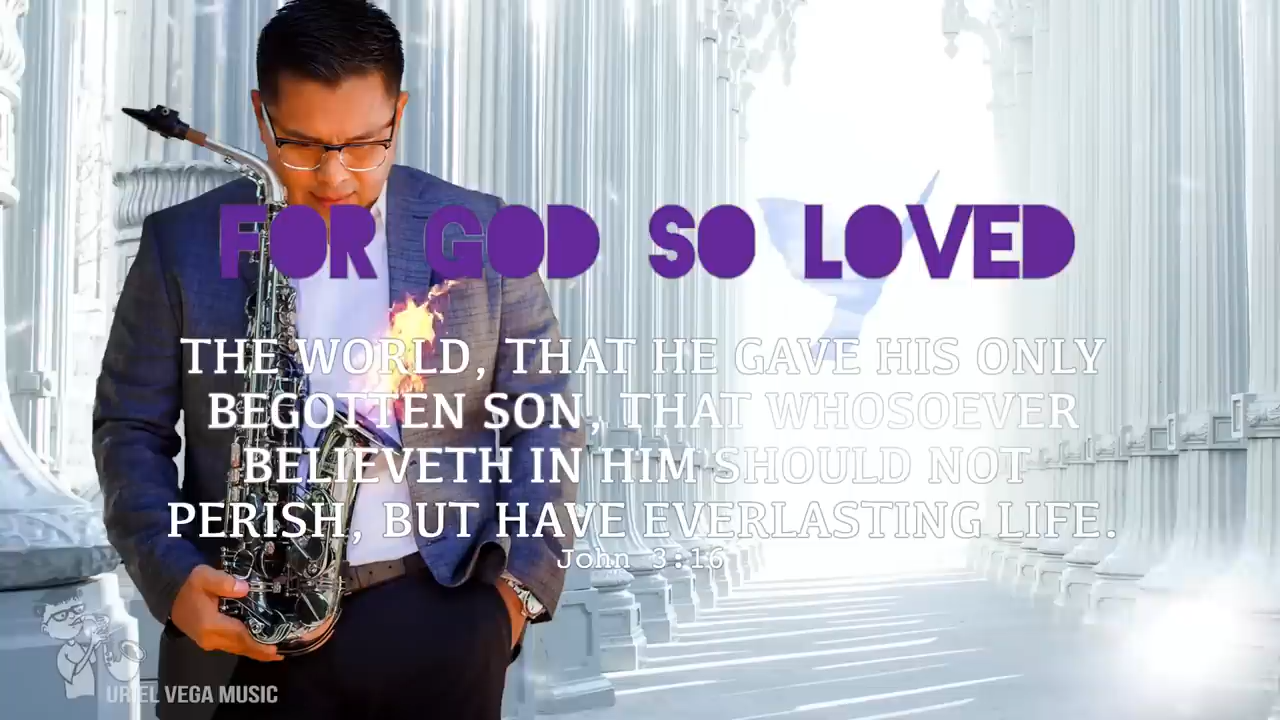 FOR GOD SO LOVED
THE WORLD, THAT HE GAVE HIS ONLY
BEGOTTEN SON, THAT WHOSOEVER
BELIEVETH IN HIM SHOULD NOT
PERISH, BUT HAVE EVERLASTING LIFE.
John 3:16
URIEL VEGA MUSIC